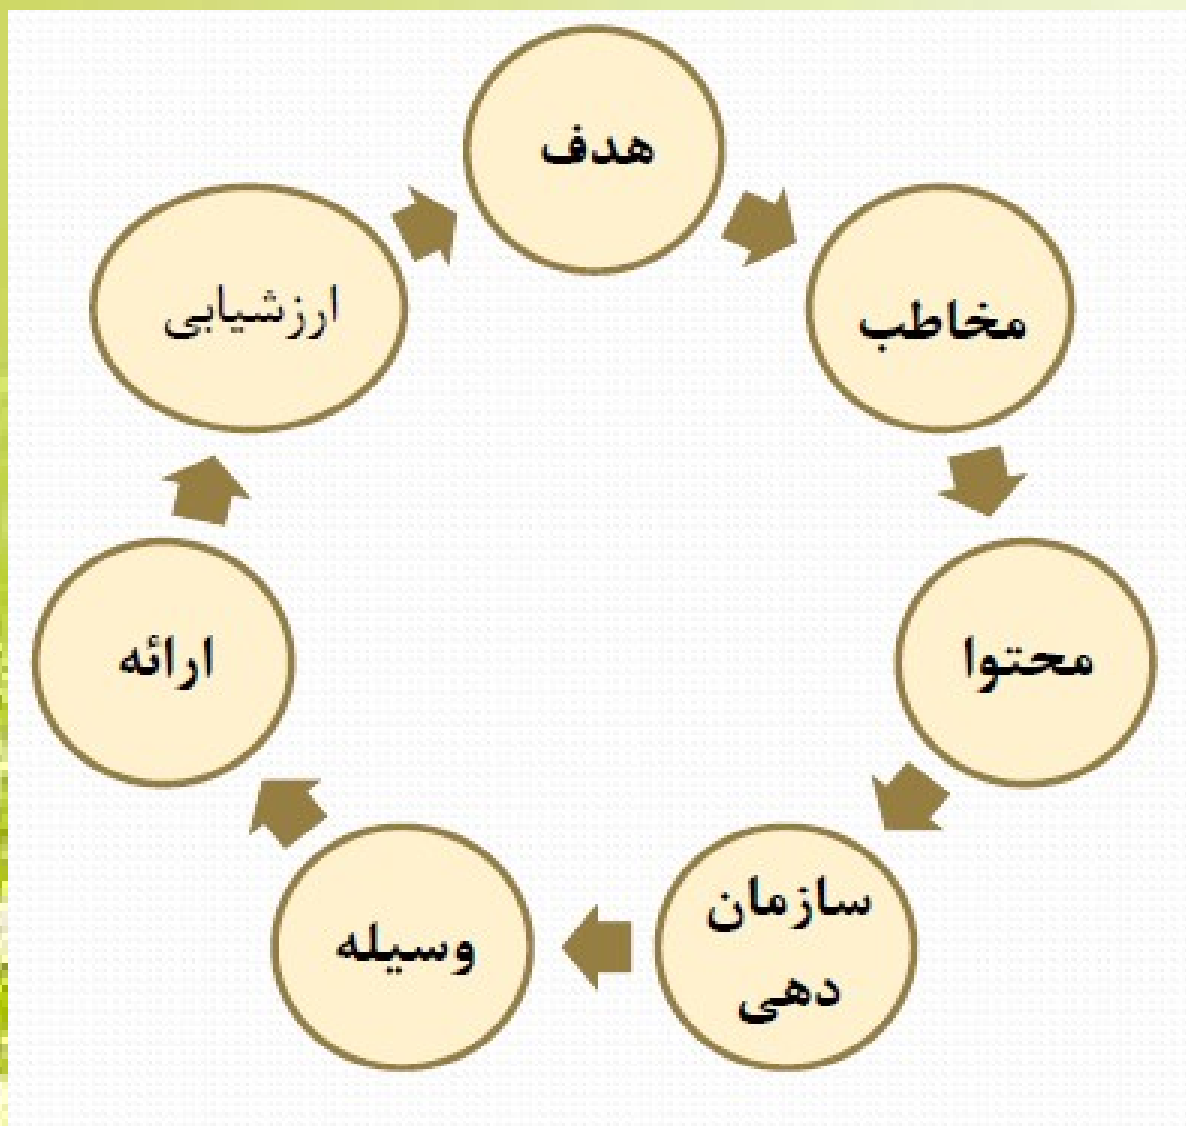 هدف
مخاطب
محتوا
سازمان
دهی
وسیله
ارائه
ارزشیابی